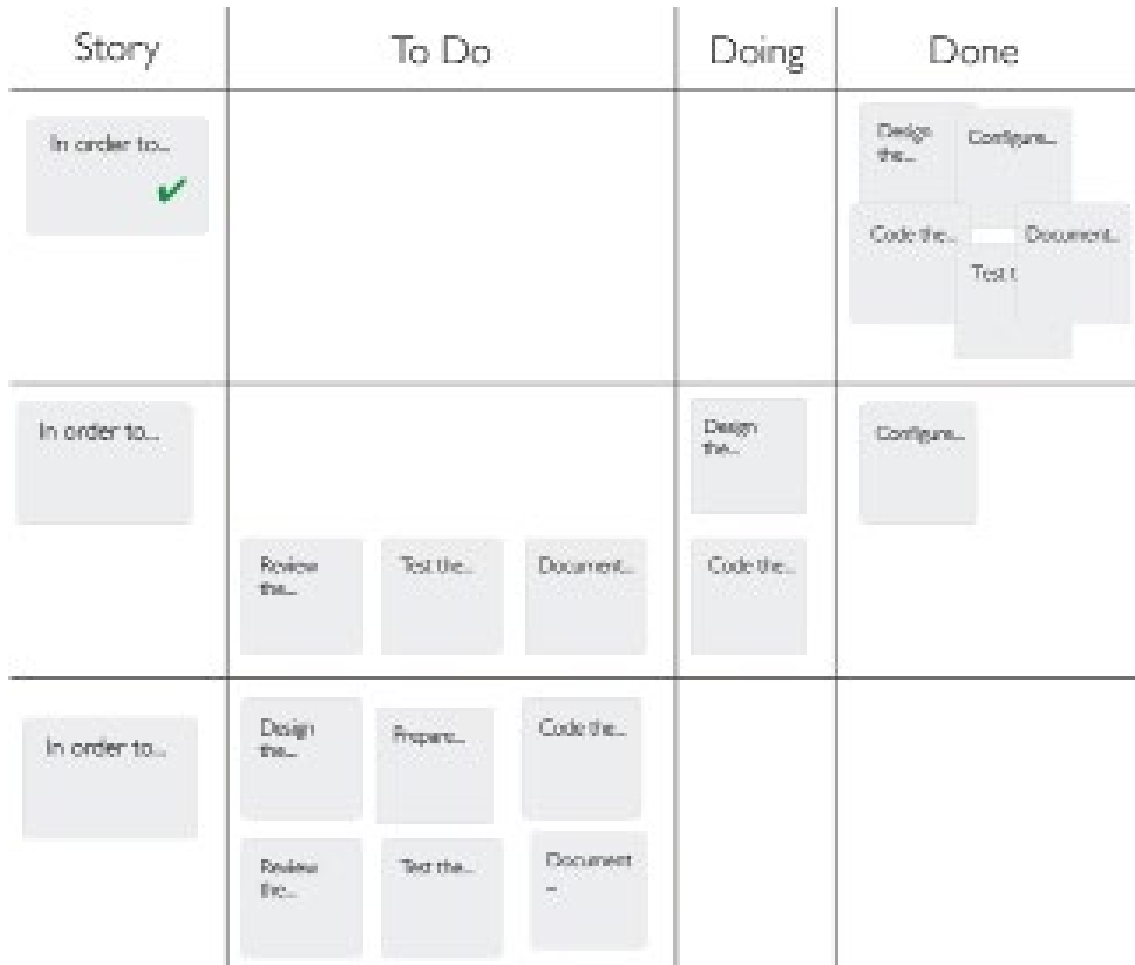 Story To Do Doing Done
In order to...
Design
the...
Configure...
Code the...
Document...
Test t
In order to...
Design
the...
Configure...
Review
the...
Test the...
Document...
Code the...
In order to...
Design
the...
Prepare...
Code the...
Review
the...
Test the...
Document
...